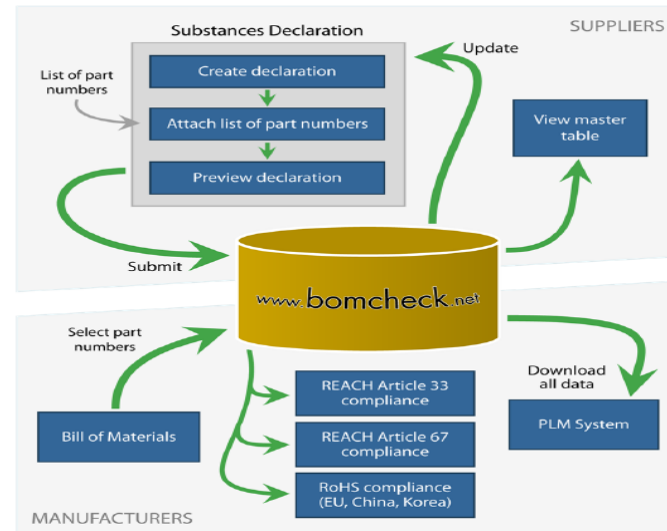 Substances Declaration
SUPPLIERS
Create declaration
Update
List of part
numbers
Attach list of part numbers
View master
table
Preview declaration
Submit
www.bomcheck.net
Select part
numbers
Download
all data
REACH Article 33
compliance
Bill of Materials
REACH Article 67
compliance
PLM System
RoHS compliance
(EU, China, Korea)
MANUFACTURERS